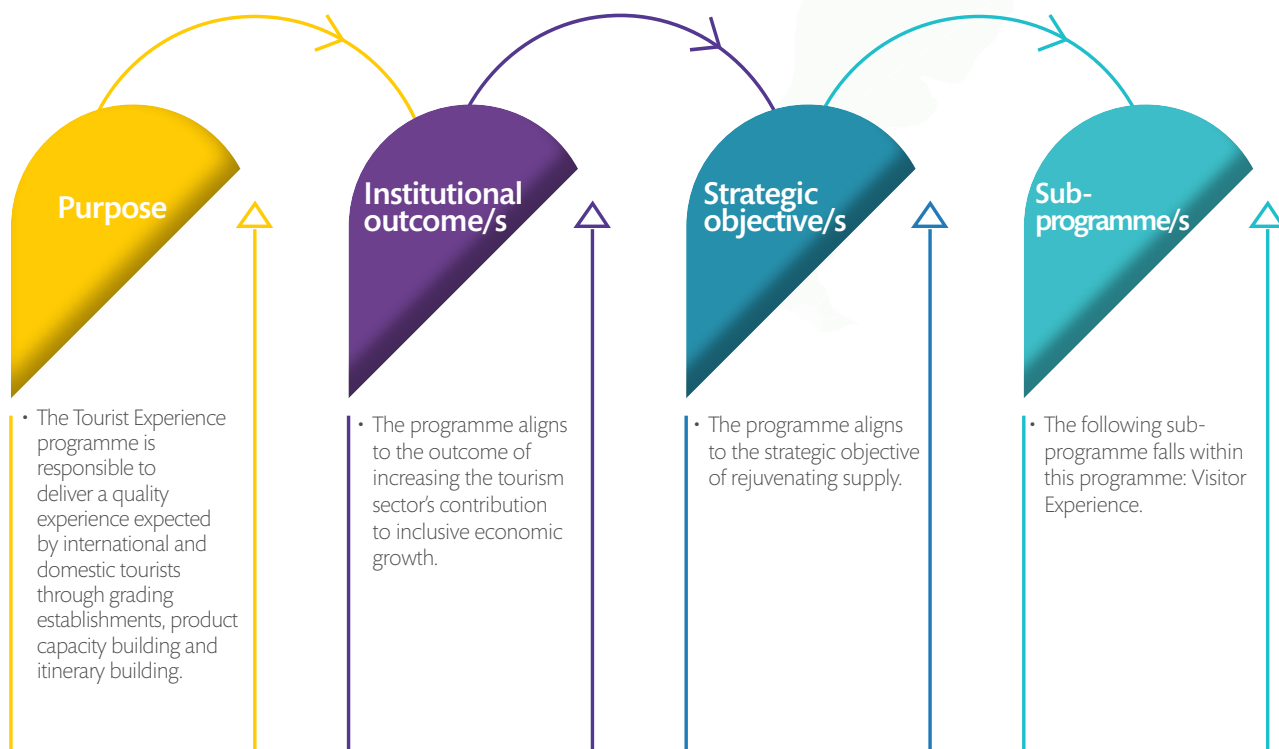 Purpose
• The Tourist Experience
programme is
responsible to
deliver a quality
experience expected
by international and
domestic tourists
through grading
establishments, product
capacity building and
itinerary building.
Institutional
outcome/s
• The programme aligns
to the outcome of
increasing the tourism
sector's contribution
to inclusive economic
growth.
Strategic
objective/s
• The programme aligns
to the strategic objective
of rejuvenating supply.
Sub-
programme/s
• The following sub-
programme falls within
this programme: Visitor
Experience.